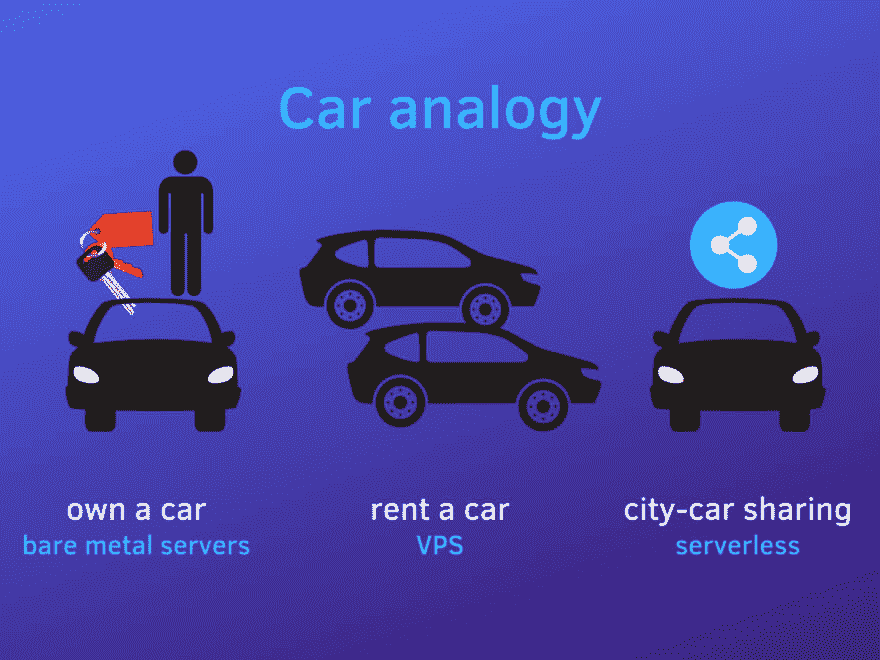 Car analogy
own a car
bare metal servers
rent a car
VPS
city-car sharing
serverless